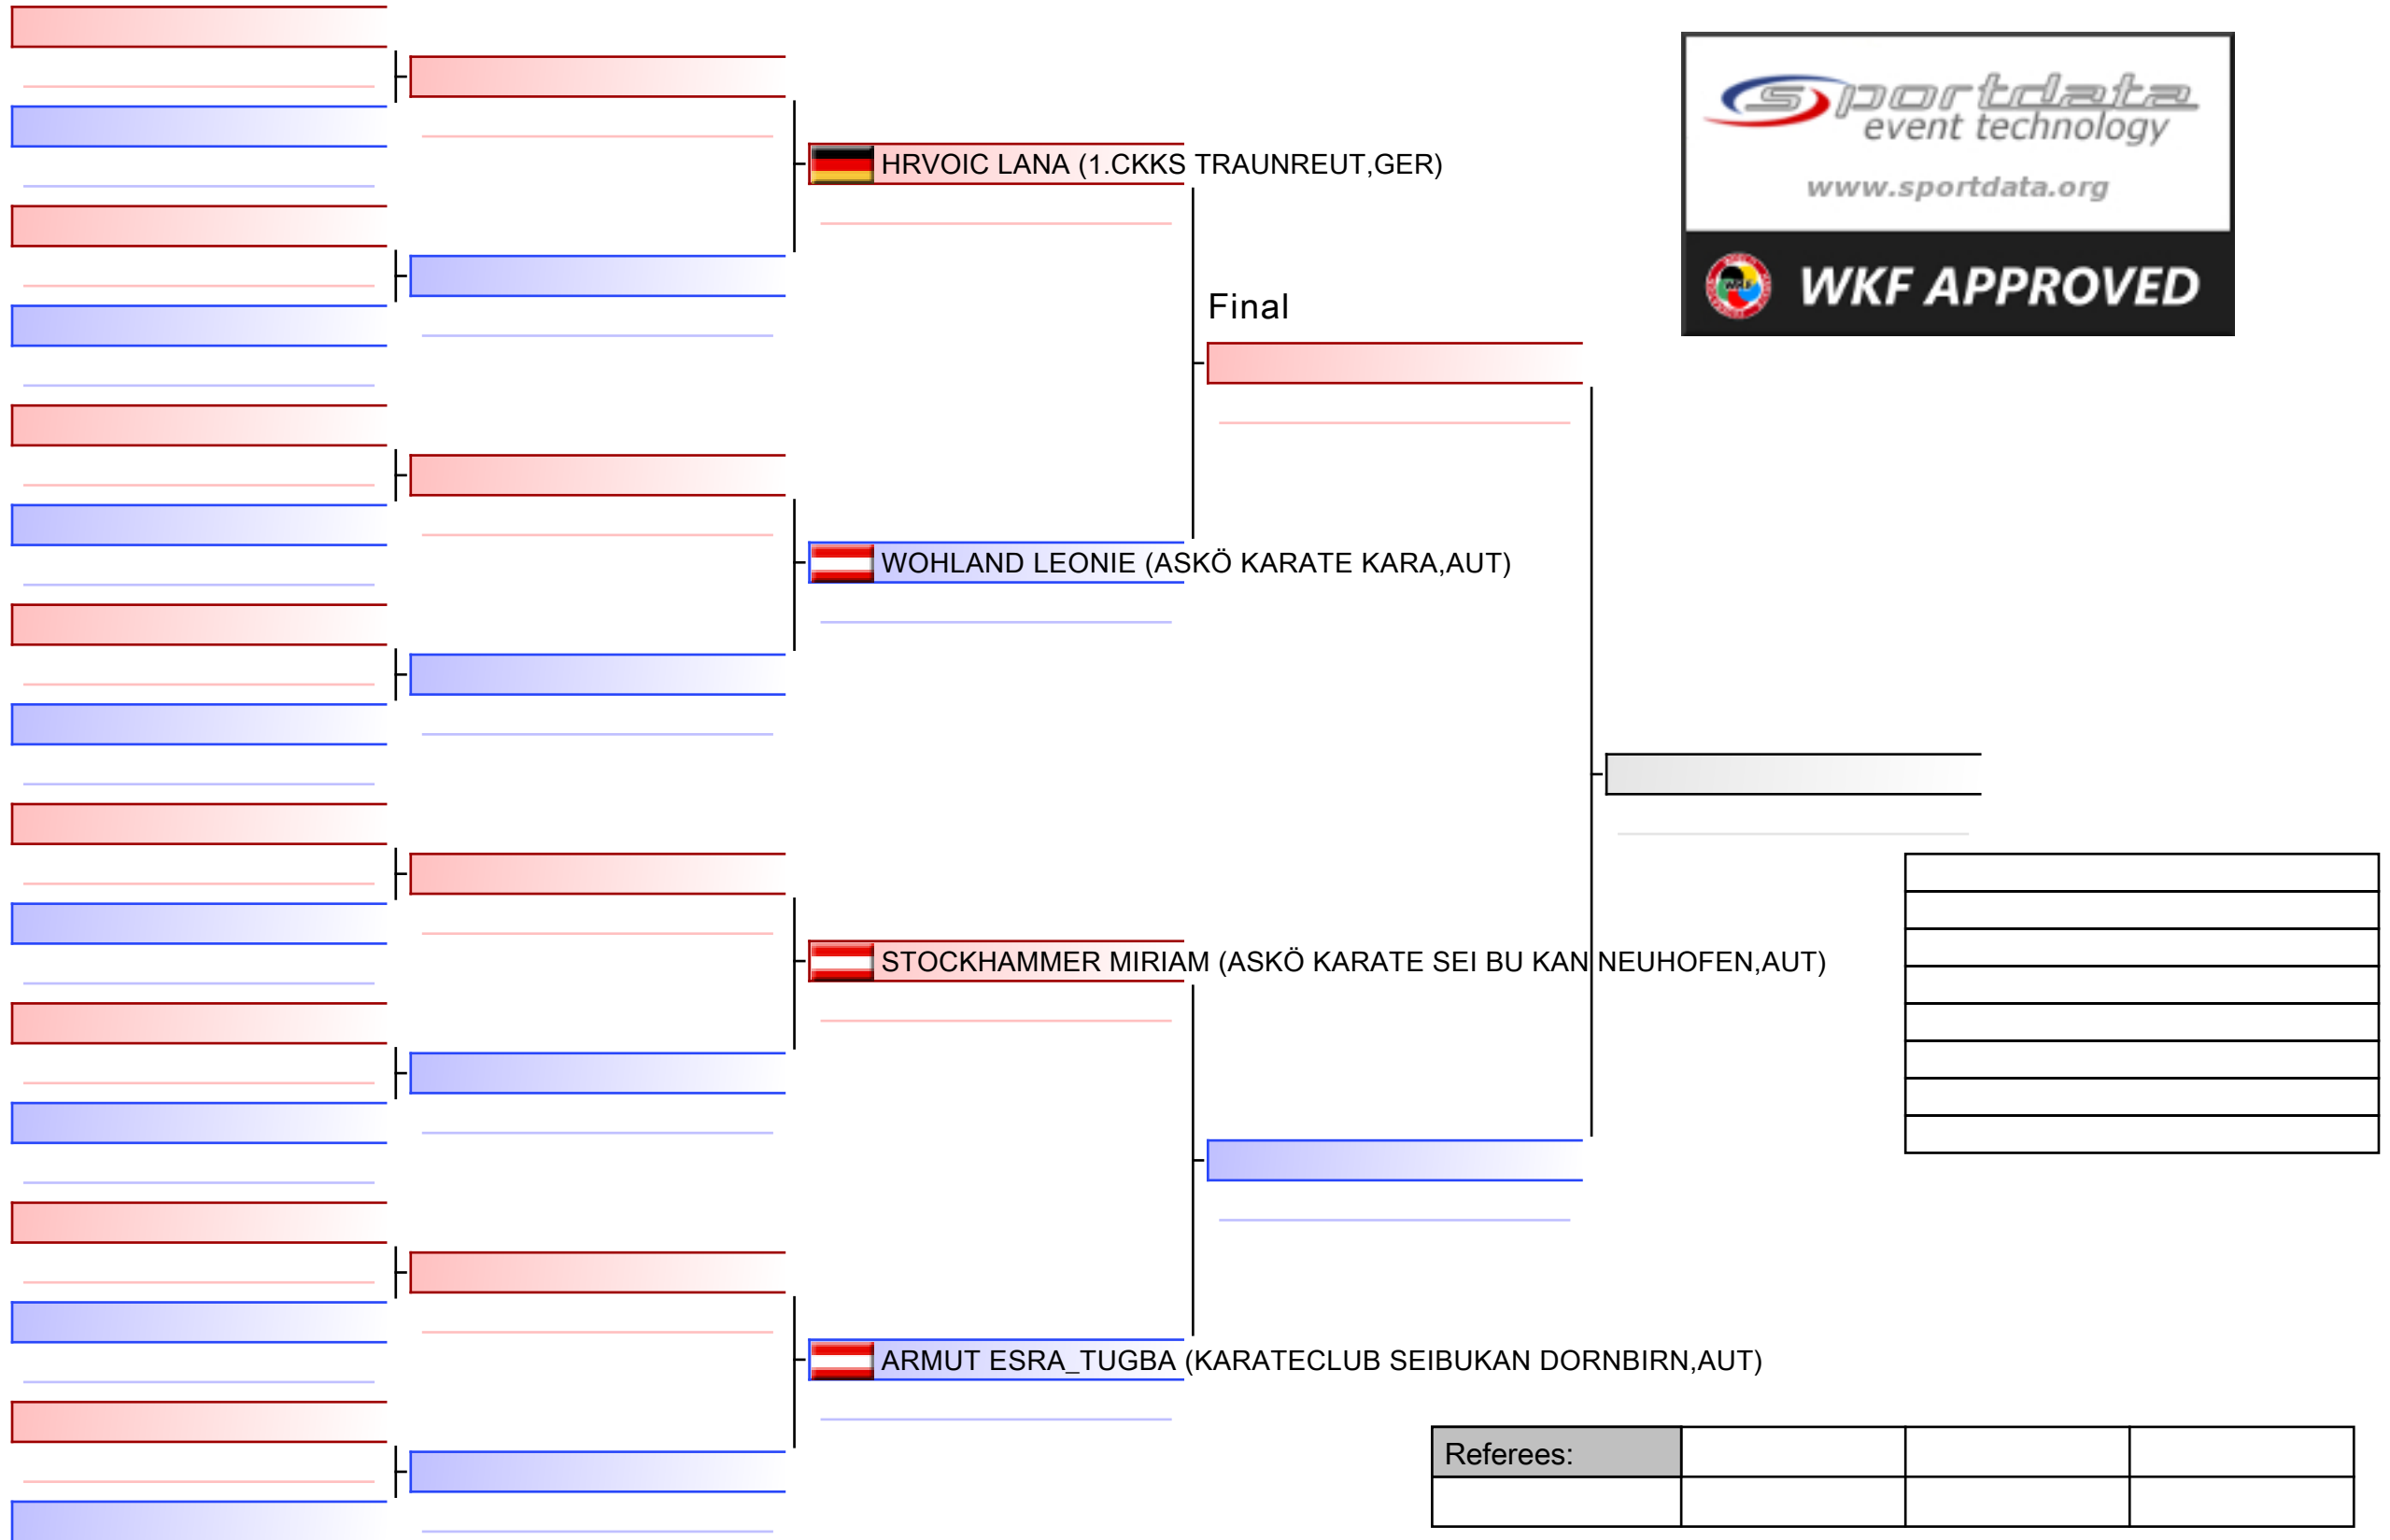 sportdata
event technology
www.sportdata.org
WKF APPROVED
HRVOIC LANA (1.CKKS TRAUNREUT,GER)
Final
WOHLAND LEONIE (ASKÖ KARATE KARA,AUT)
STOCKHAMMER MIRIAM (ASKÖ KARATE SEI BU KAN NEUHOFEN,AUT)
ARMUT ESRA_TUGBA (KARATECLUB SEIBUKAN DORNBIRN,AUT)
Referees: